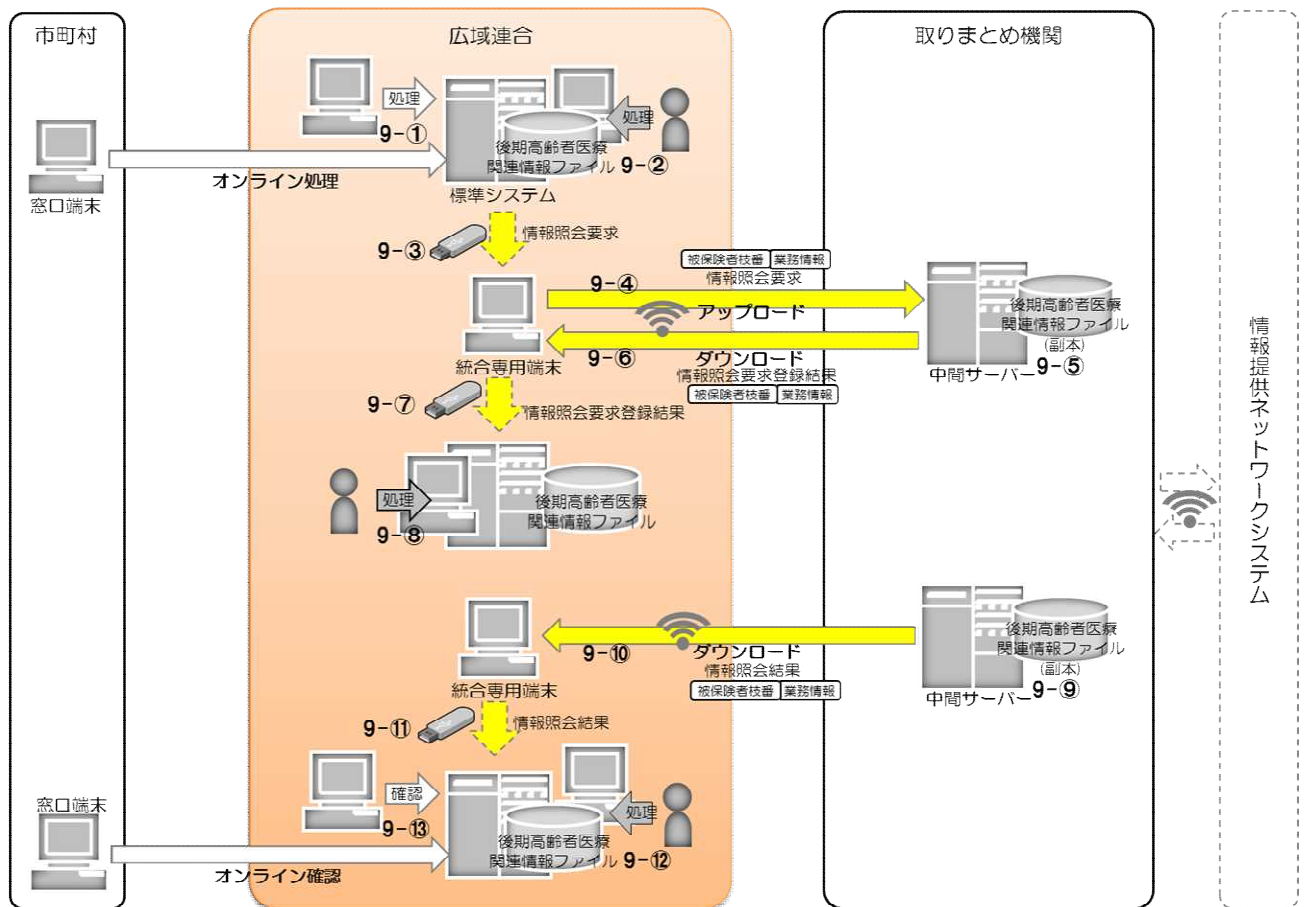 市町村
広域連合
取りまとめ機関
処理
9-①
処理
後期高齢者医療
関連情報ファイル
9-②
オンライン処理
窓口端末
標準システム
9-③
情報照会要求
被保険者枝番
業務情報
情報照会要求
9-④
アップロード
後期高齢者医療
関連情報ファイル
(副本)
9-⑤
中間サーバー
ダウンロード
9-⑥
情報照会要求登録結果
被保険者枝番
業務情報
統合専用端末
9-⑦
情報照会要求登録結果
処理
9-⑧
後期高齢者医療
関連情報ファイル
情報提供ネットワークシステム
後期高齢者医療
関連情報ファイル
(副本)
9-⑨
中間サーバー
9-⑩
ダウンロード
情報照会結果
被保険者枝番
業務情報
統合専用端末
9-⑪
情報照会結果
確認
9-⑬
処理
後期高齢者医療
関連情報ファイル
9-⑫
窓口端末
オンライン確認